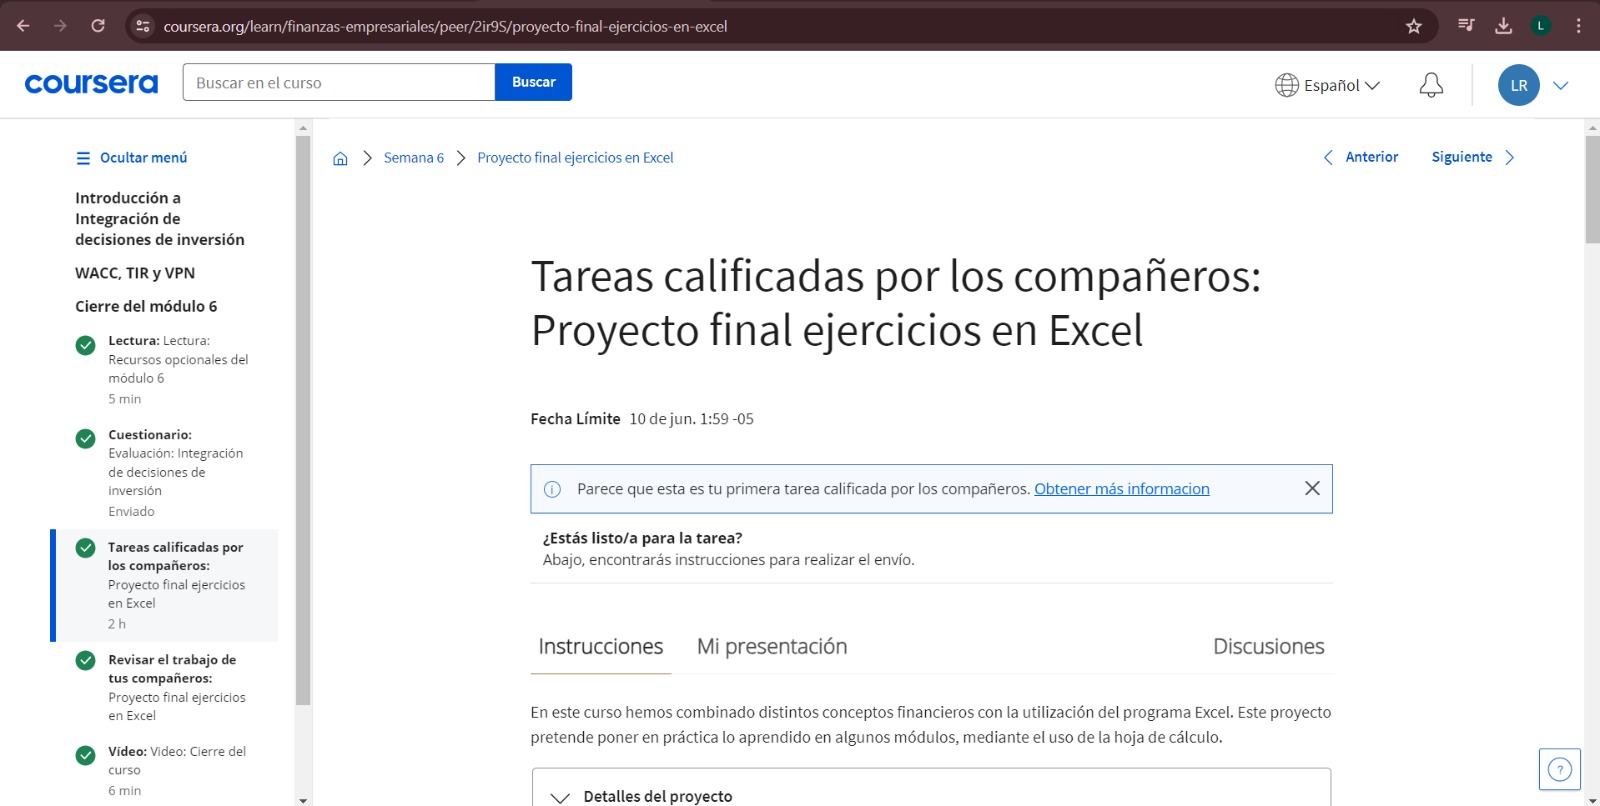 coursera.org/learn/finanzas-empresariales/peer/2ir9S/proyecto-final-ejercicios-en-excel
L
coursera
Buscar en el curso
Buscar
Español
LR
Ocultar menú
Introducción a
Integración de
decisiones de inversión
WACC, TIR y VPN
Cierre del módulo 6
Lectura: Lectura:
Recursos opcionales del
módulo 6
5 min
Cuestionario:
Evaluación: Integración
de decisiones de
inversión
Enviado
Tareas calificadas por
los compañeros:
Proyecto final ejercicios
en Excel
2 h
Revisar el trabajo de
tus compañeros:
Proyecto final ejercicios
en Excel
Vídeo: Video: Cierre del
curso
6 min
Semana 6
Proyecto final ejercicios en Excel
Anterior
Siguiente
Tareas calificadas por los compañeros:
Proyecto final ejercicios en Excel
Fecha Límite 10 de jun. 1:59 -05
Parece que esta es tu primera tarea calificada por los compañeros. Obtener más informacion
¿Estás listo/a para la tarea?
Abajo, encontrarás instrucciones para realizar el envío.
Instrucciones
Mi presentación
Discusiones
En este curso hemos combinado distintos conceptos financieros con la utilización del programa Excel. Este proyecto
pretende poner en práctica lo aprendido en algunos módulos, mediante el uso de la hoja de cálculo.
Detalles del proyecto
?